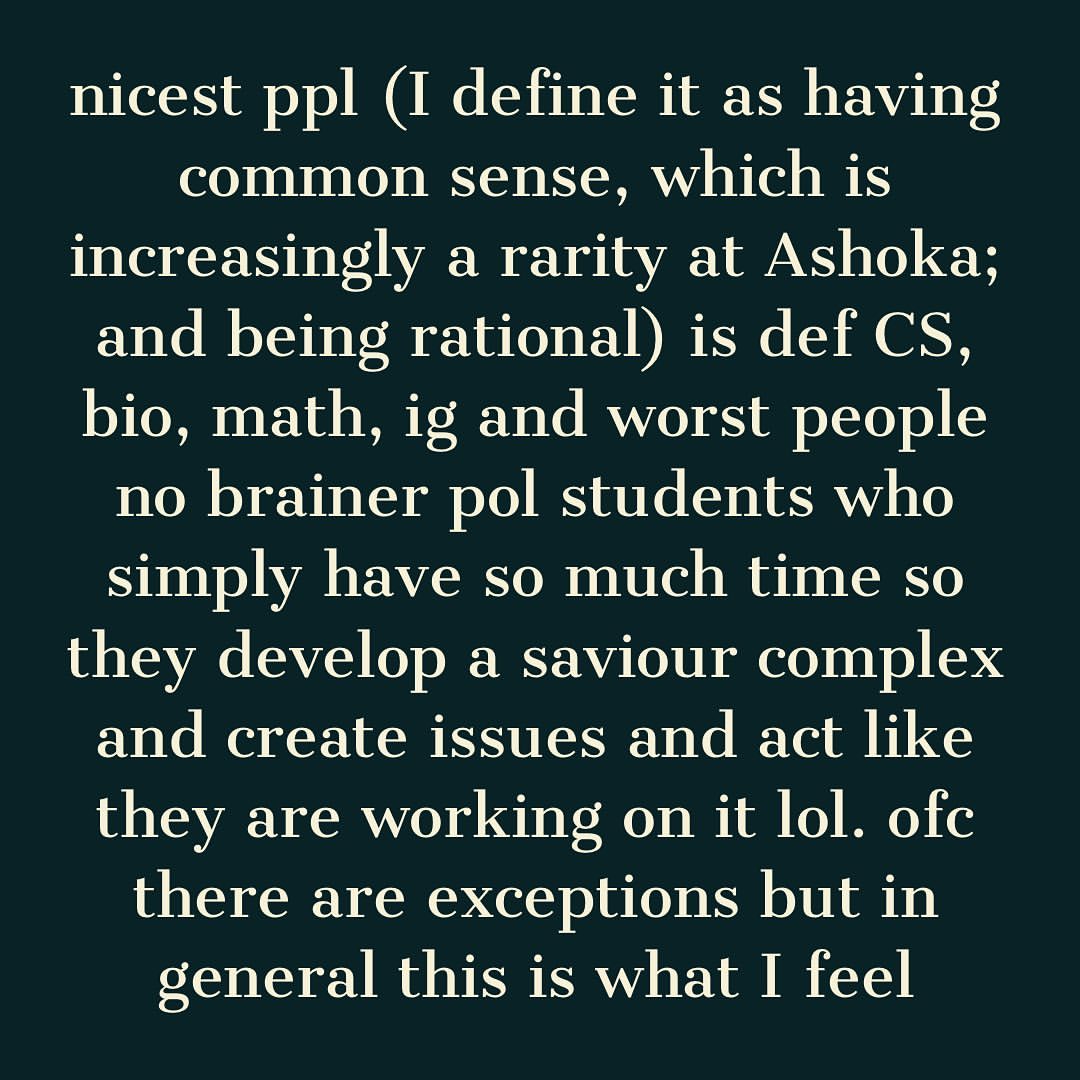 nicest ppl (I define it as having
common sense, which is
increasingly a rarity at Ashoka;
and being rational) is def CS,
bio, math, ig and worst people
no brainer pol students who
simply have so much time so
they develop a saviour complex
and create issues and act like
they are working on it lol. ofc
there are exceptions but in
general this is what I feel